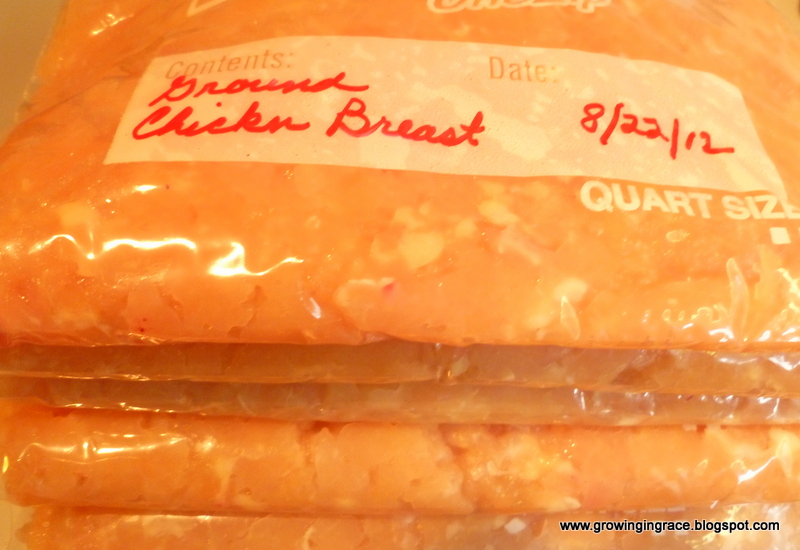 Contents:
Date:
Ground
Chickn Breast
8/22/12
QUART SIZE
www.growingingrace.blogspot.com